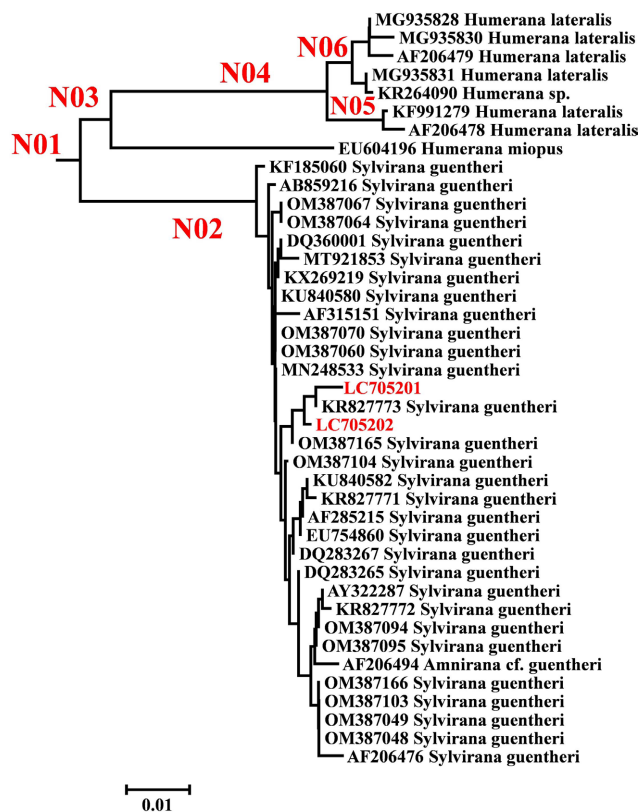 MG935828 Humerana lateralis
MG935830 Humerana lateralis
N06
AF206479 Humerana lateralis
N04
MG935831 Humerana lateralis
N03
KR264090 Humerana sp.
N05
KF991279 Humerana lateralis
AF206478 Humerana lateralis
N01
EU604196 Humerana miopus
KF185060 Sylvirana guentheri
AB859216 Sylvirana guentheri
OM387067 Sylvirana guentheri
N02
OM387064 Sylvirana guentheri
DQ360001 Sylvirana guentheri
MT921853 Sylvirana guentheri
KX269219 Sylvirana guentheri
KU840580 Sylvirana guentheri
AF315151 Sylvirana guentheri
OM387070 Sylvirana guentheri
OM387060 Sylvirana guentheri
MN248533 Sylvirana guentheri
LC705201
KR827773 Sylvirana guentheri
LC705202
OM387165 Sylvirana guentheri
OM387104 Sylvirana guentheri
KU840582 Sylvirana guentheri
KR827771 Sylvirana guentheri
AF285215 Sylvirana guentheri
EU754860 Sylvirana guentheri
DQ283267 Sylvirana guentheri
DQ283265 Sylvirana guentheri
AY322287 Sylvirana guentheri
KR827772 Sylvirana guentheri
OM387094 Sylvirana guentheri
OM387095 Sylvirana guentheri
AF206494 Amnirana cf. guentheri
OM387166 Sylvirana guentheri
OM387103 Sylvirana guentheri
OM387049 Sylvirana guentheri
OM387048 Sylvirana guentheri
AF206476 Sylvirana guentheri
0.01